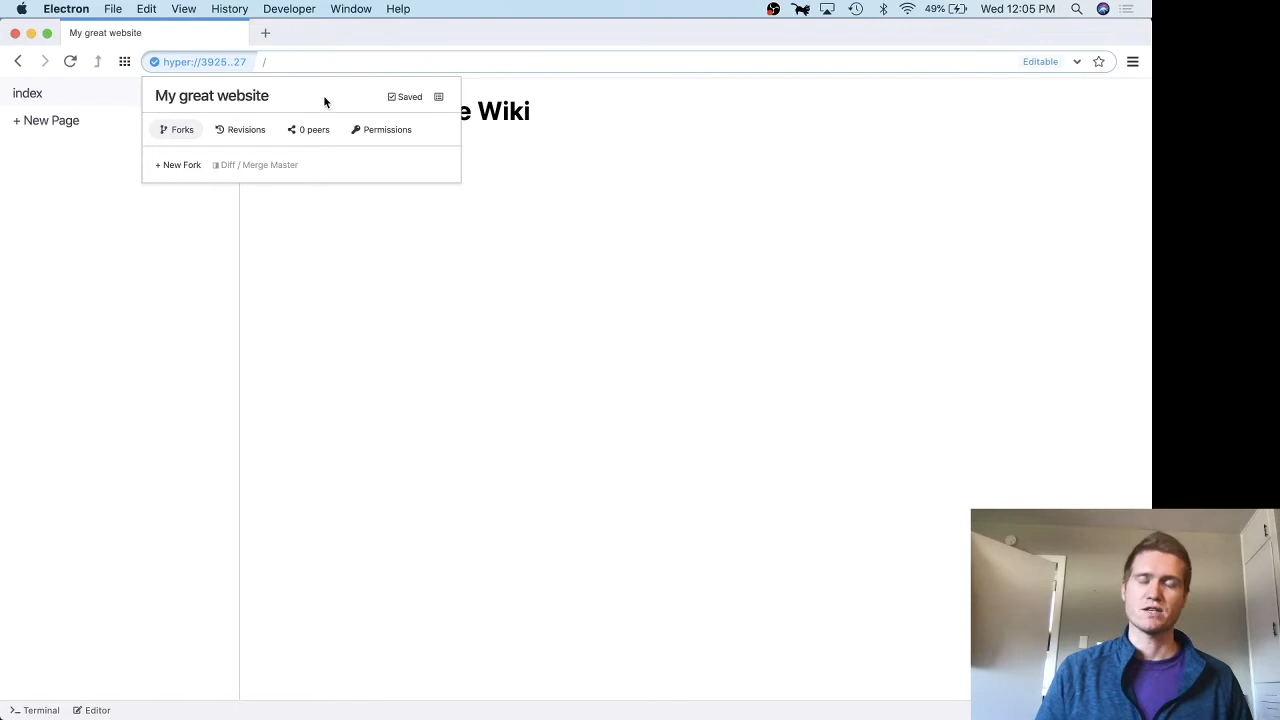 Electron File Edit View History Developer Window Help 49% Wed 12:05 PM
My great website
hyper://3925..27 / Editable
index
My great website Saved
e Wiki
+ New Page
Forks Revisions 0 peers Permissions
+ New Fork Diff / Merge Master
Terminal Editor